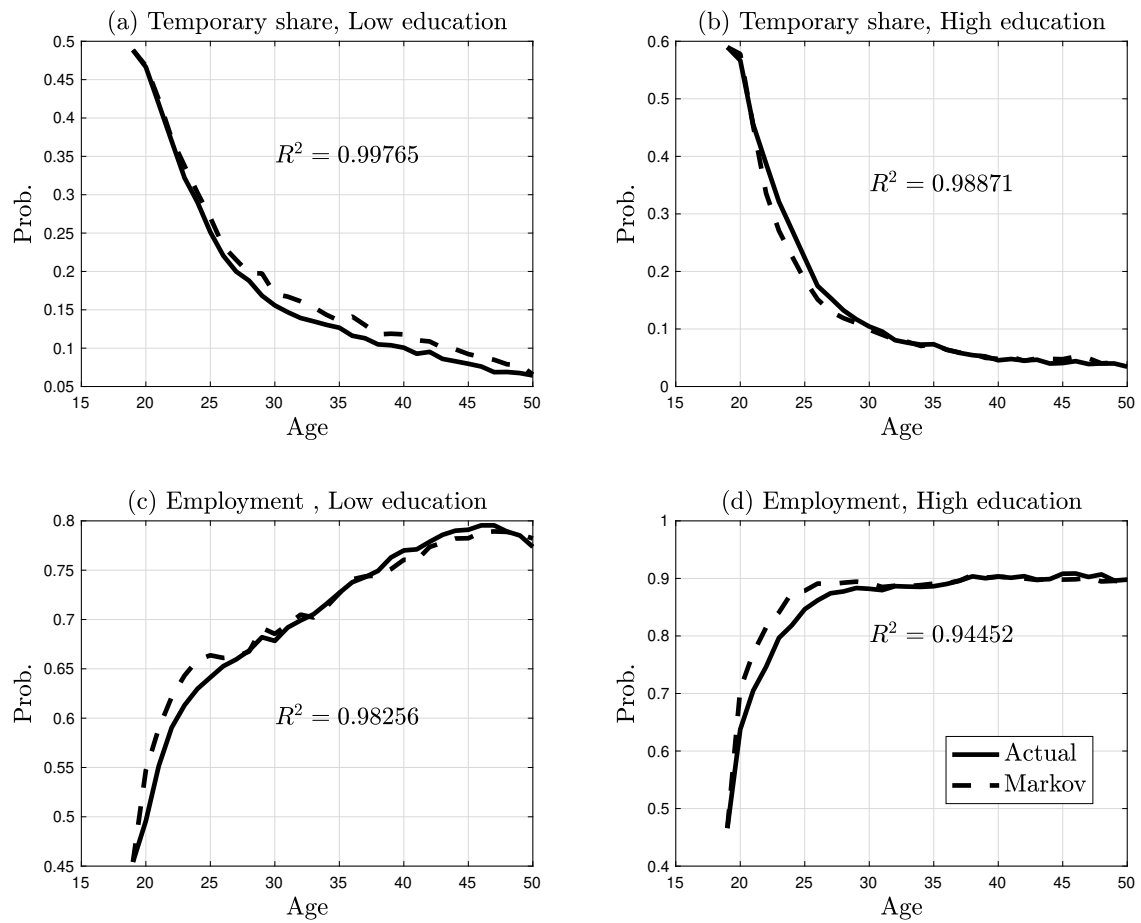 (a) Temporary share, Low education
0.5
0.45
0.4
0.35
0.3
0.25
0.2
0.15
0.1
0.05
Prob.
R² = 0.99765
15 20 25 30 35 40 45 50
Age
(b) Temporary share, High education
0.6
0.5
0.4
0.3
0.2
0.1
0
Prob.
R² = 0.98871
15 20 25 30 35 40 45 50
Age
(c) Employment , Low education
0.8
0.75
0.7
0.65
0.6
0.55
0.5
0.45
Prob.
R² = 0.98256
15 20 25 30 35 40 45 50
Age
(d) Employment, High education
1
0.9
0.8
0.7
0.6
0.5
0.4
Prob.
R² = 0.94452
Actual
Markov
15 20 25 30 35 40 45 50
Age